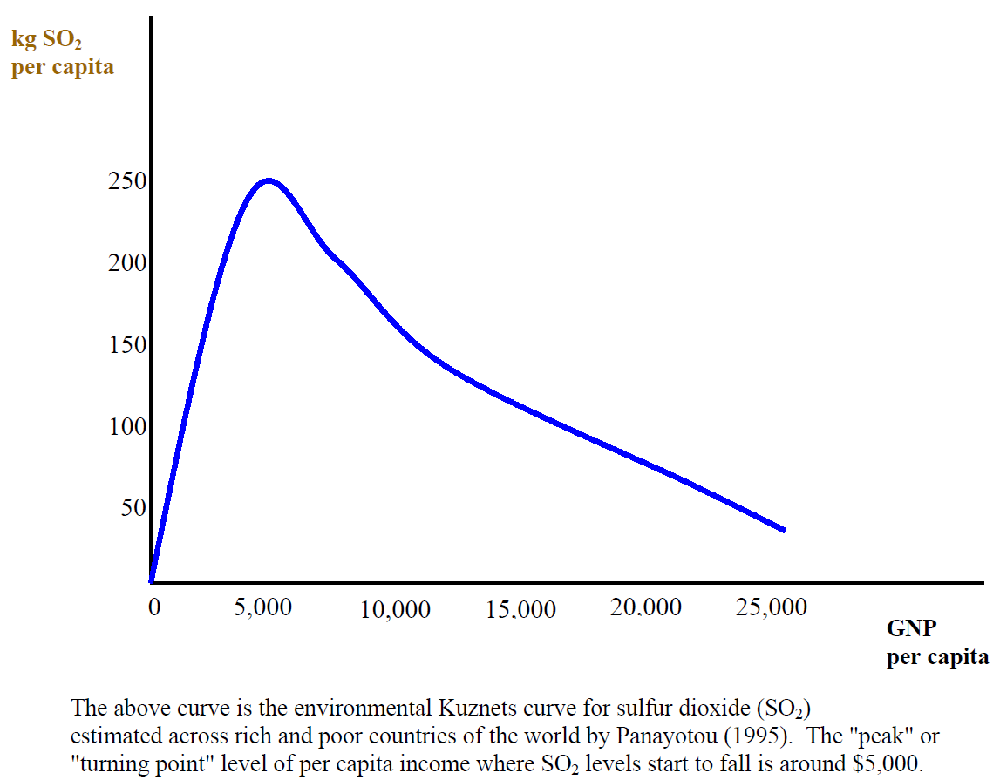 kg SO₂
per capita
250
200
150
100
50
0 5,000 10,000 15,000 20,000 25,000
GNP
per capita
The above curve is the environmental Kuznets curve for sulfur dioxide (SO₂)
estimated across rich and poor countries of the world by Panayotou (1995). The "peak" or
"turning point" level of per capita income where SO₂ levels start to fall is around $5,000.